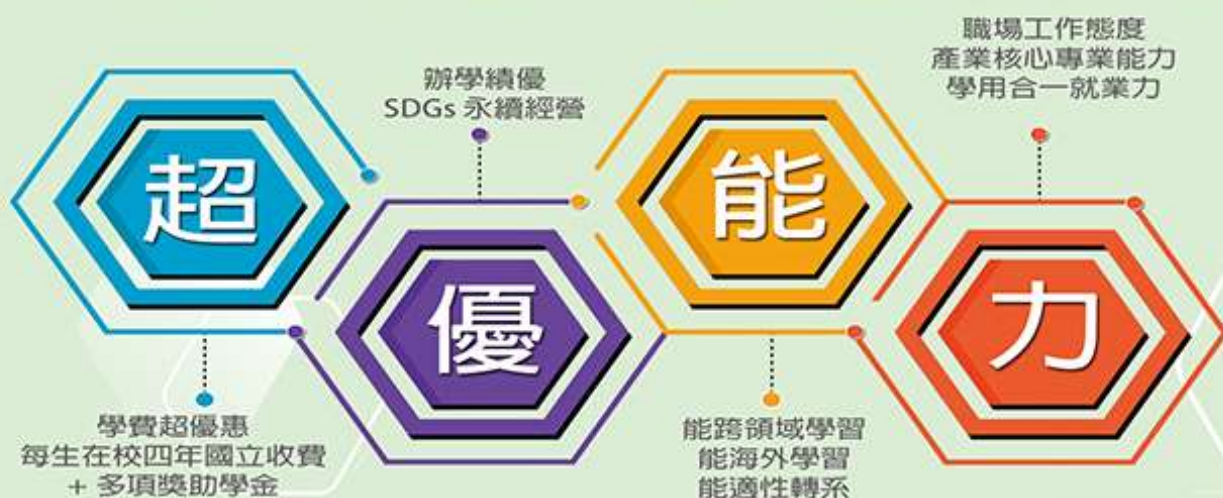 超
學費超優惠
每生在校四年國立收費
+ 多項獎助學金
辦學績優
SDGs 永續經營
優
能
能跨領域學習
能海外學習
能適性轉系
職場工作態度
產業核心專業能力
學用合一就業力
力